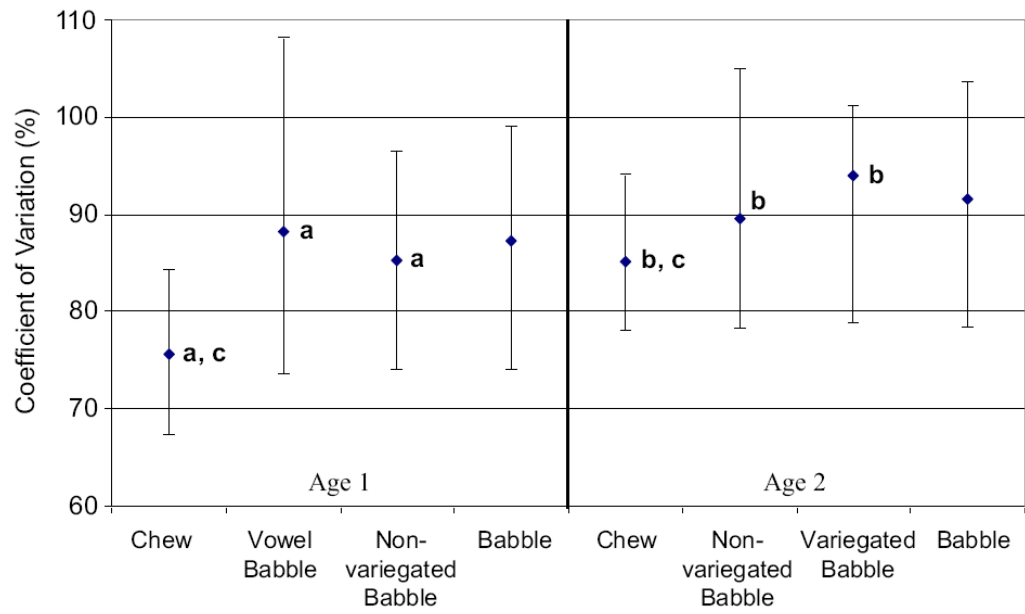 110
100
90
80
70
60
Coefficient of Variation (%)
a, c
a
a
b, c
b
b
Age 1
Age 2
Chew
Vowel
Babble
Non-
variegated
Babble
Babble
Chew
Non-
variegated
Babble
Variegated
Babble
Babble